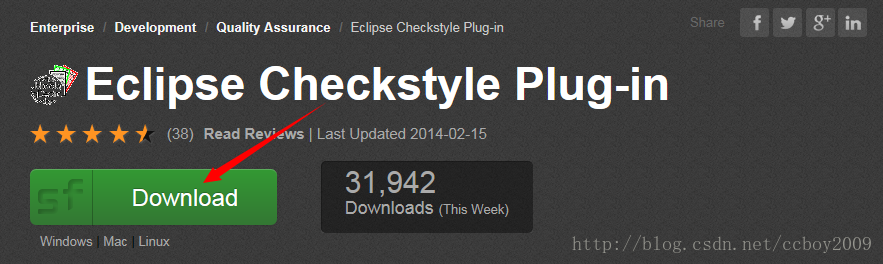 Enterprise / Development / Quality Assurance / Eclipse Checkstyle Plug-in
Share
Eclipse Checkstyle Plug-in
(38) Read Reviews | Last Updated 2014-02-15
sf Download
31,942
Downloads (This Week)
Windows | Mac | Linux
http://blog.csdn.net/ccboy2009